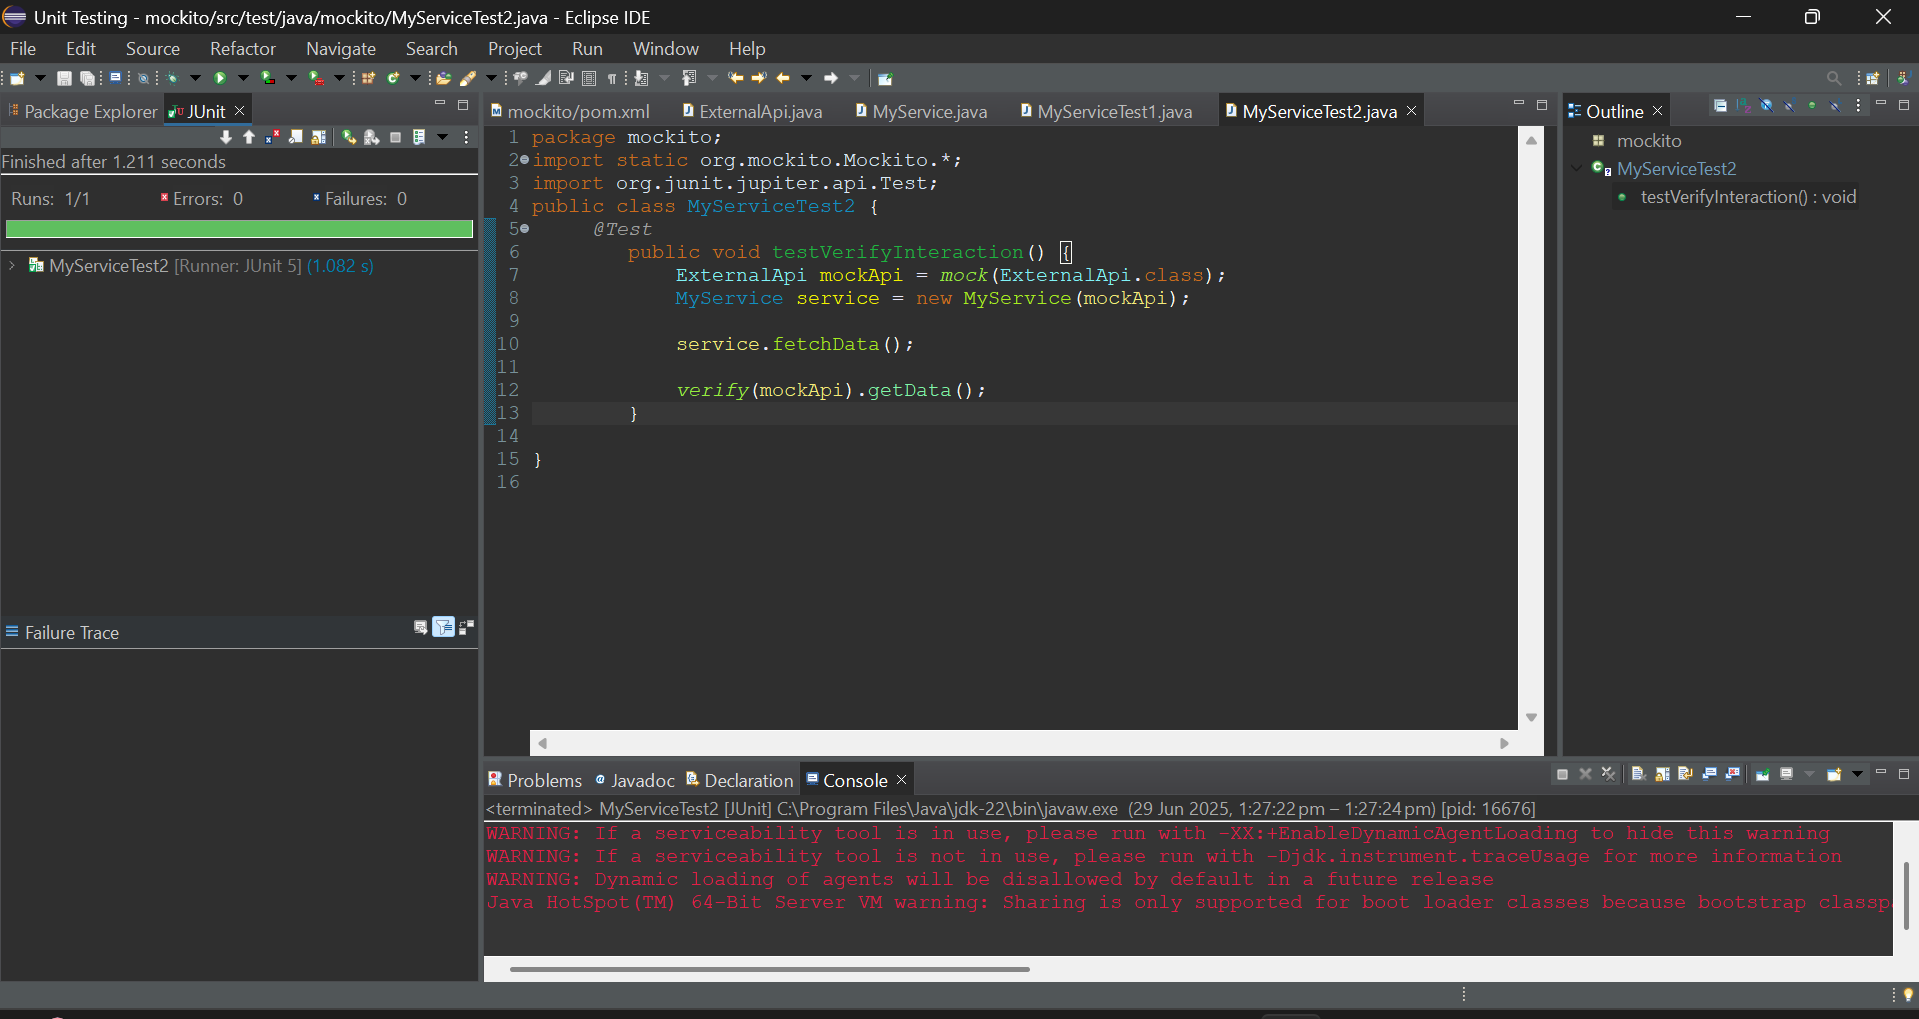 Unit Testing - mockito/src/test/java/mockito/MyServiceTest2.java - Eclipse IDE
File Edit Source Refactor Navigate Search Project Run Window Help
Package Explorer JUnit
Finished after 1.211 seconds
Runs: 1/1 Errors: 0 Failures: 0
MyServiceTest2 [Runner: JUnit 5] (1.082 s)
Failure Trace
mockito/pom.xml ExternalApi.java MyService.java MyServiceTest1.java MyServiceTest2.java
1 package mockito;
2 import static org.mockito.Mockito.*;
3 import org.junit.jupiter.api.Test;
4 public class MyServiceTest2 {
5 @Test
6 public void testVerifyInteraction() {
7 ExternalApi mockApi = mock(ExternalApi.class);
8 MyService service = new MyService(mockApi);
9
10 service.fetchData();
11
12 verify(mockApi).getData();
13 }
14
15 }
16
Outline
mockito
MyServiceTest2
testVerifyInteraction() : void
Problems Javadoc Declaration Console
<terminated> MyServiceTest2 [JUnit] C:\Program Files\Java\jdk-22\bin\javaw.exe (29 Jun 2025, 1:27:22 pm – 1:27:24 pm) [pid: 16676]
WARNING: If a serviceability tool is in use, please run with -XX:+EnableDynamicAgentLoading to hide this warning
WARNING: If a serviceability tool is not in use, please run with -Djdk.instrument.traceUsage for more information
WARNING: Dynamic loading of agents will be disallowed by default in a future release
Java HotSpot(TM) 64-Bit Server VM warning: Sharing is only supported for boot loader classes because bootstrap classp